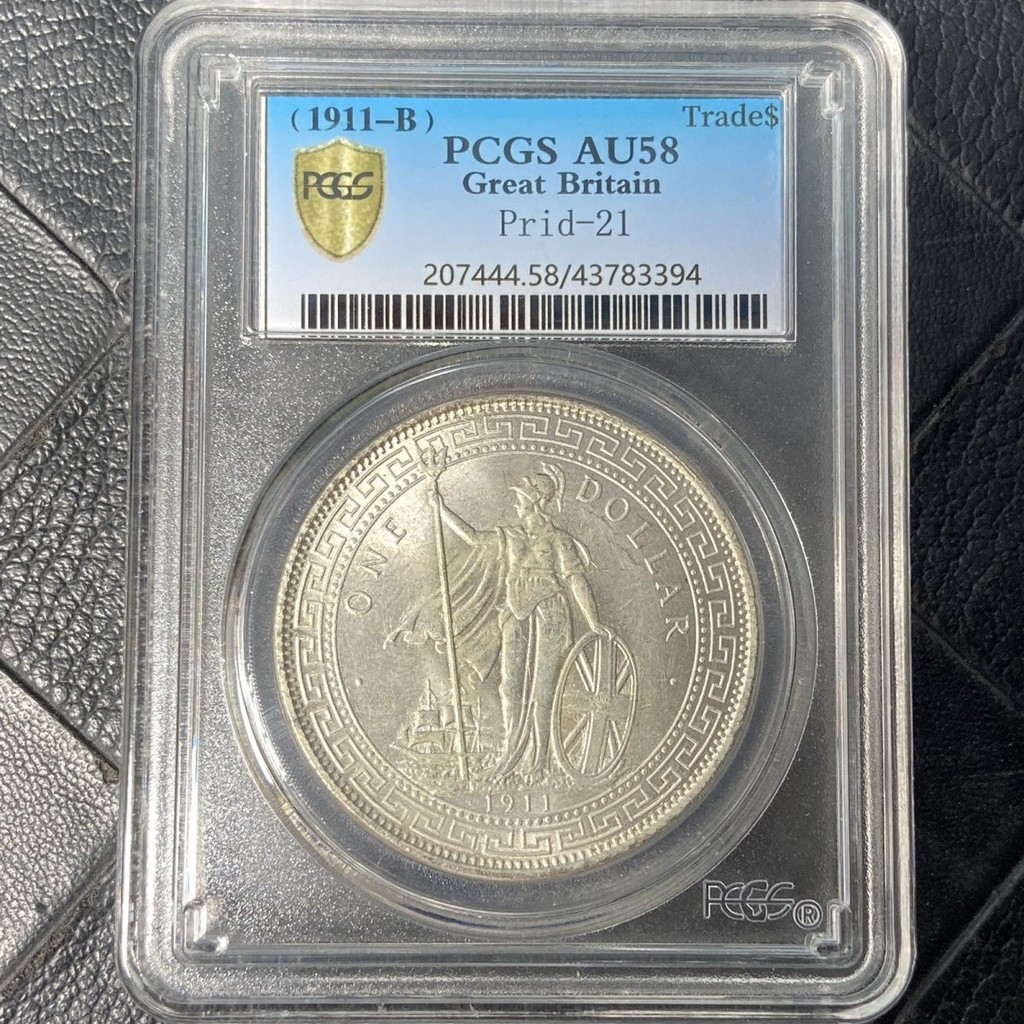 (1911-B) Trade$
PCGS AU58
PCGS
Great Britain
Prid-21
207444.58/43783394
ONE DOLLAR
1911
PCGS®